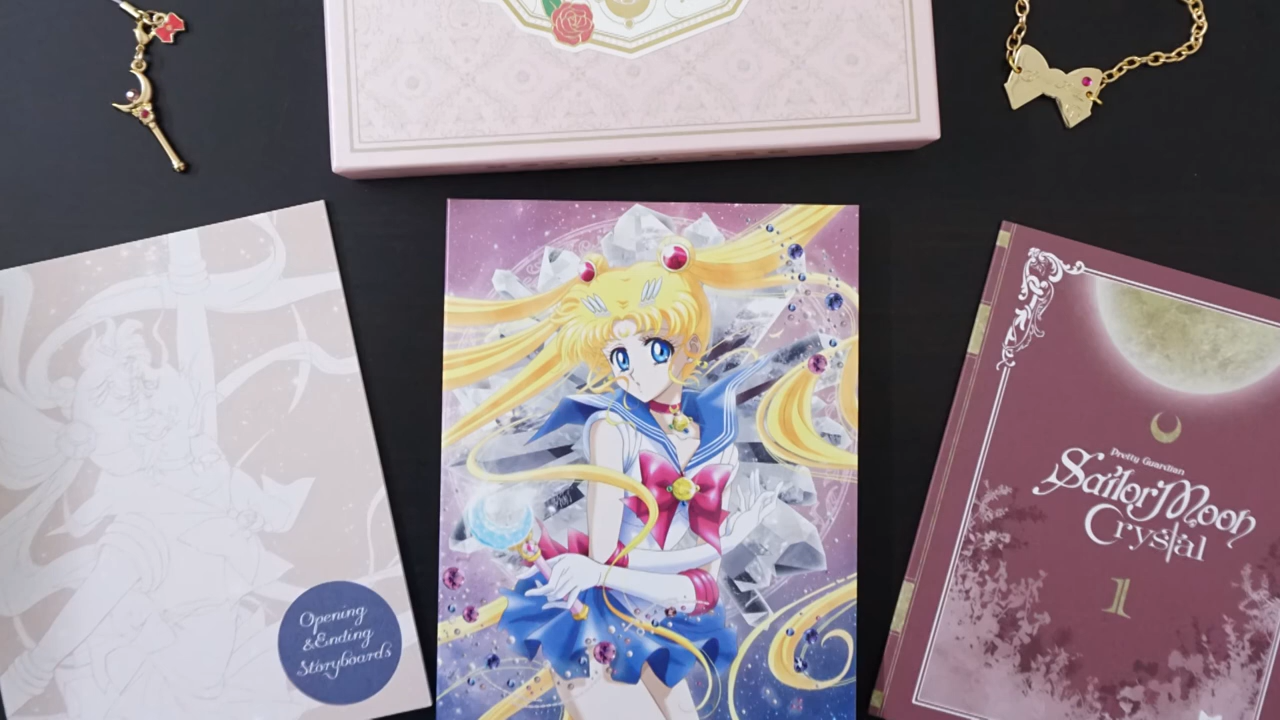 Opening
&Ending
Storyboards
Pretty Guardian
Sailor Moon
Crystal
1